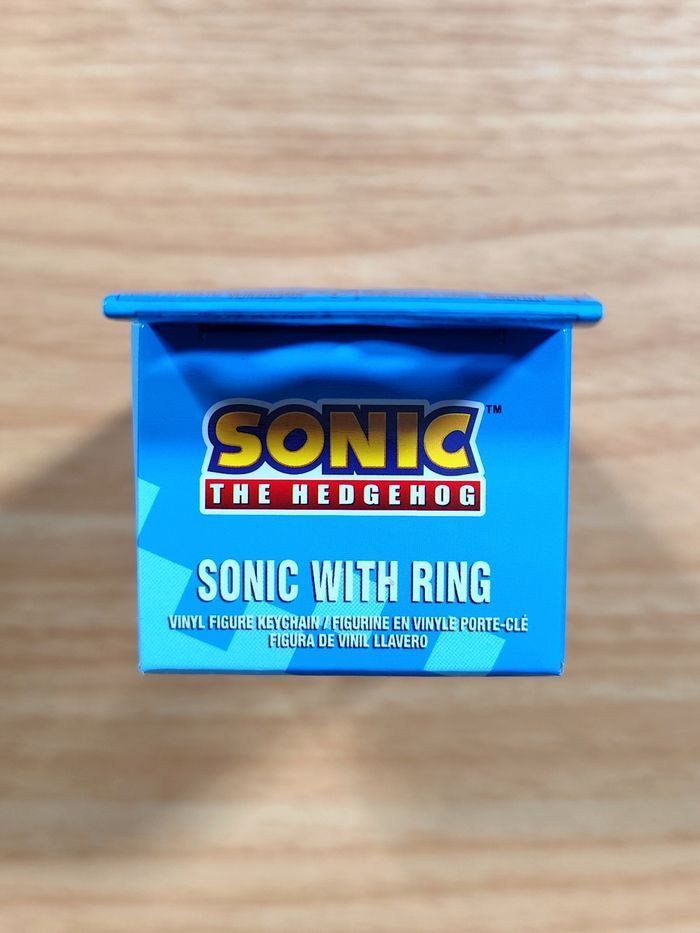 SONIC™
THE HEDGEHOG
SONIC WITH RING
VINYL FIGURE KEYCHAIN / FIGURINE EN VINYLE PORTE-CLÉ
FIGURA DE VINIL LLAVERO